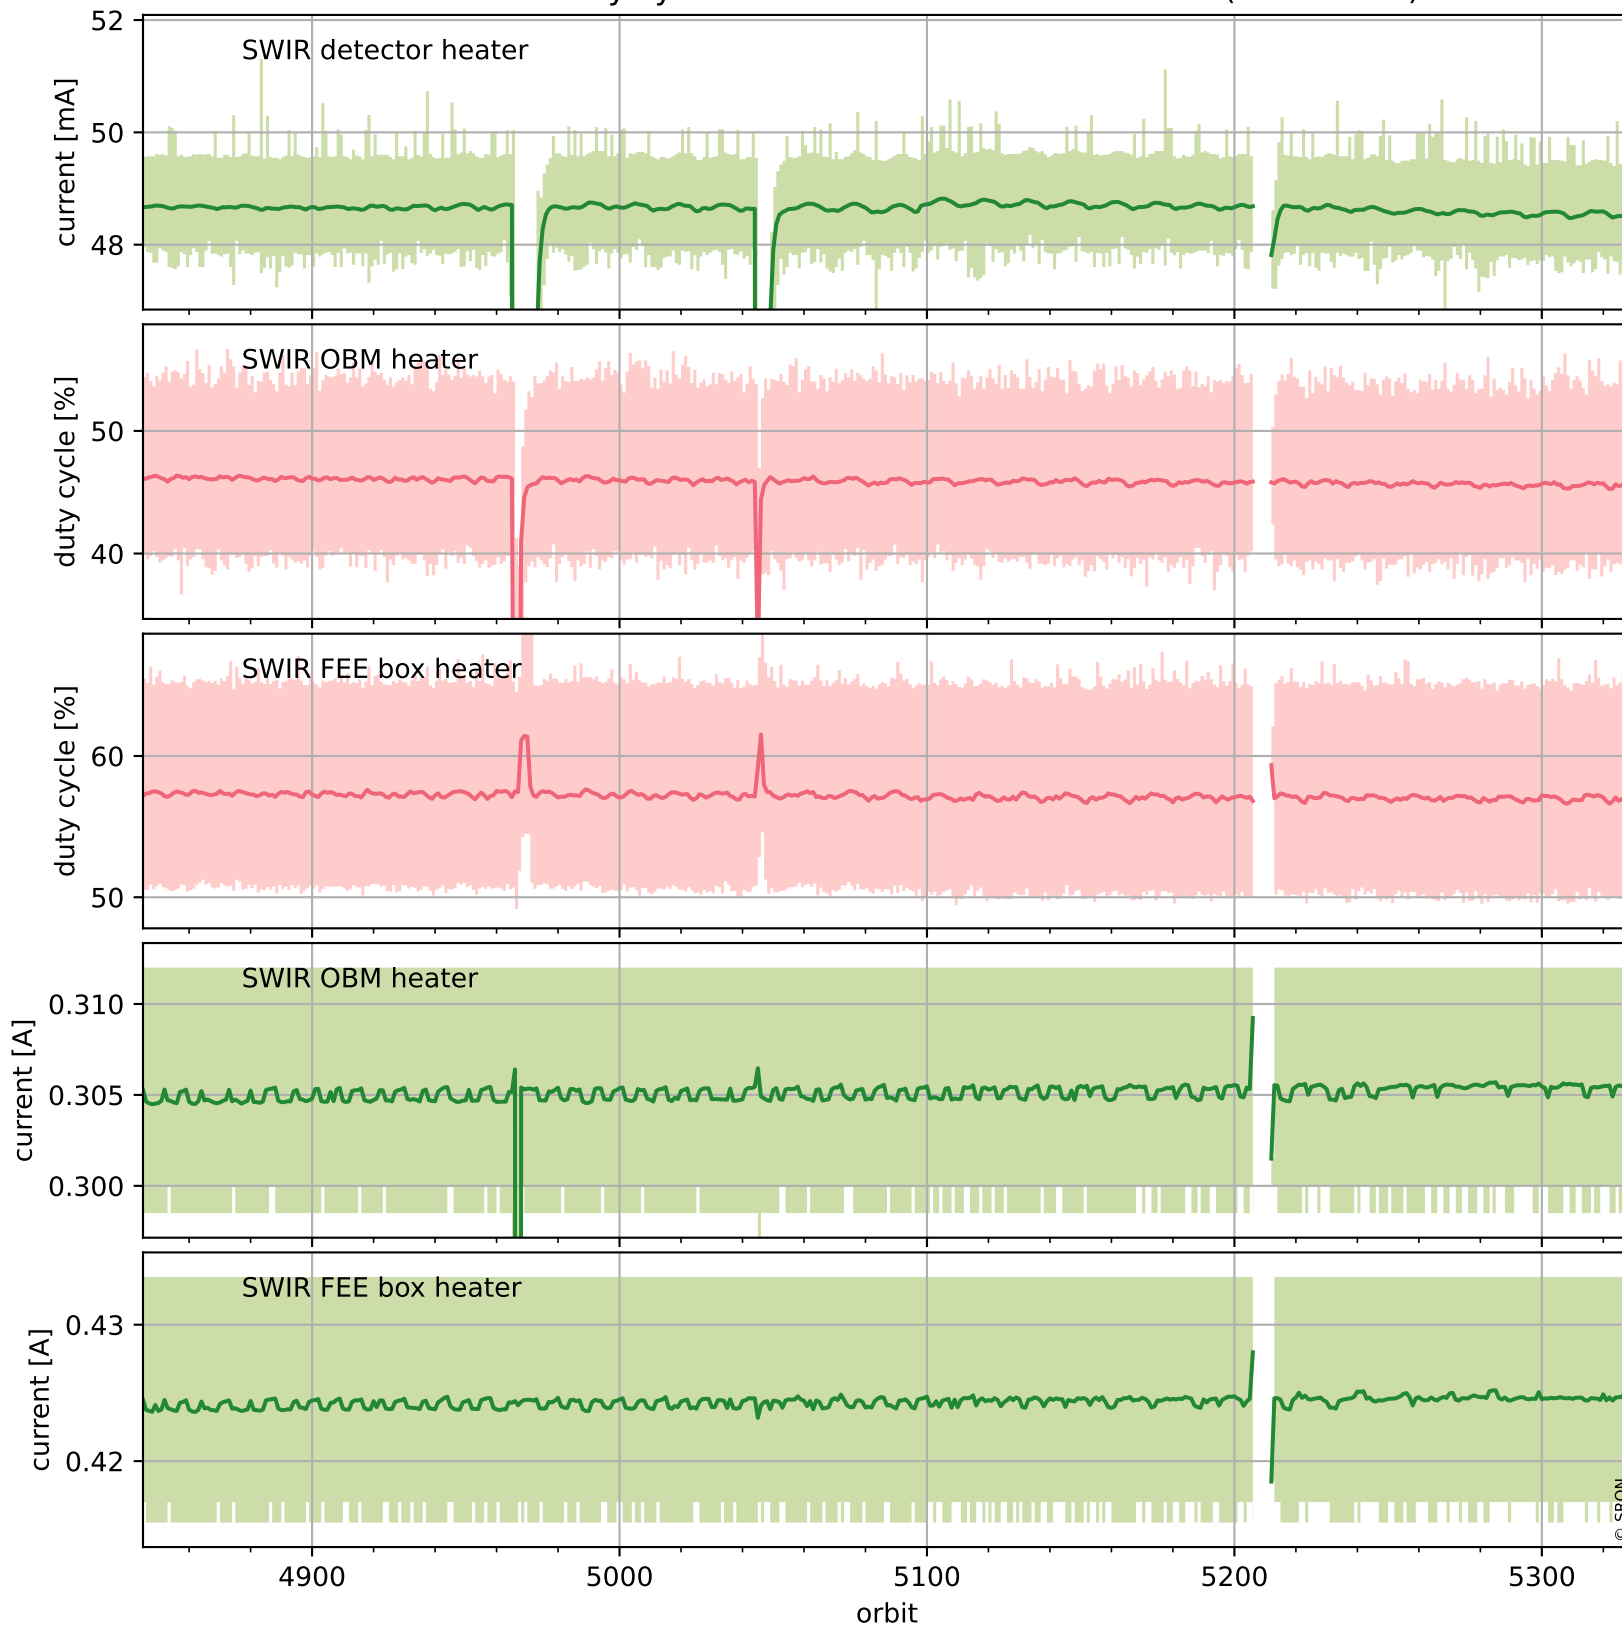 52
SWIR detector heater
current [mA]
50
48
SWIR OBM heater
duty cycle [%]
50
40
SWIR FEE box heater
duty cycle [%]
60
50
SWIR OBM heater
current [A]
0.310
0.305
0.300
SWIR FEE box heater
current [A]
0.43
0.42
4900 5000 5100 5200 5300
orbit